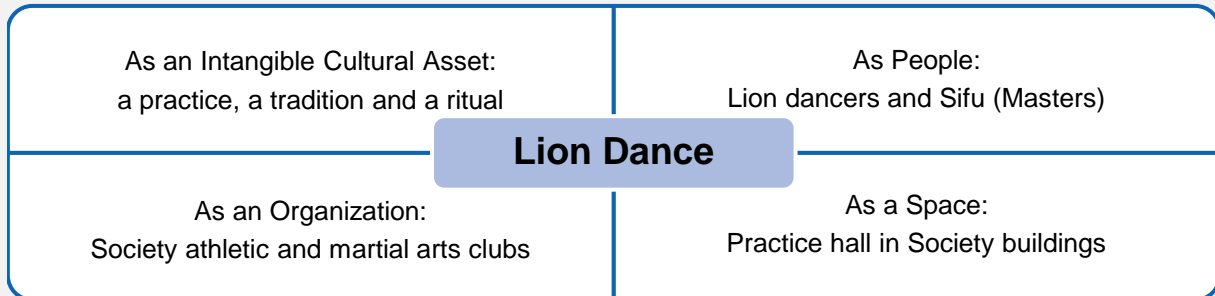 As an Intangible Cultural Asset:
a practice, a tradition and a ritual
As People:
Lion dancers and Sifu (Masters)
Lion Dance
As an Organization:
Society athletic and martial arts clubs
As a Space:
Practice hall in Society buildings